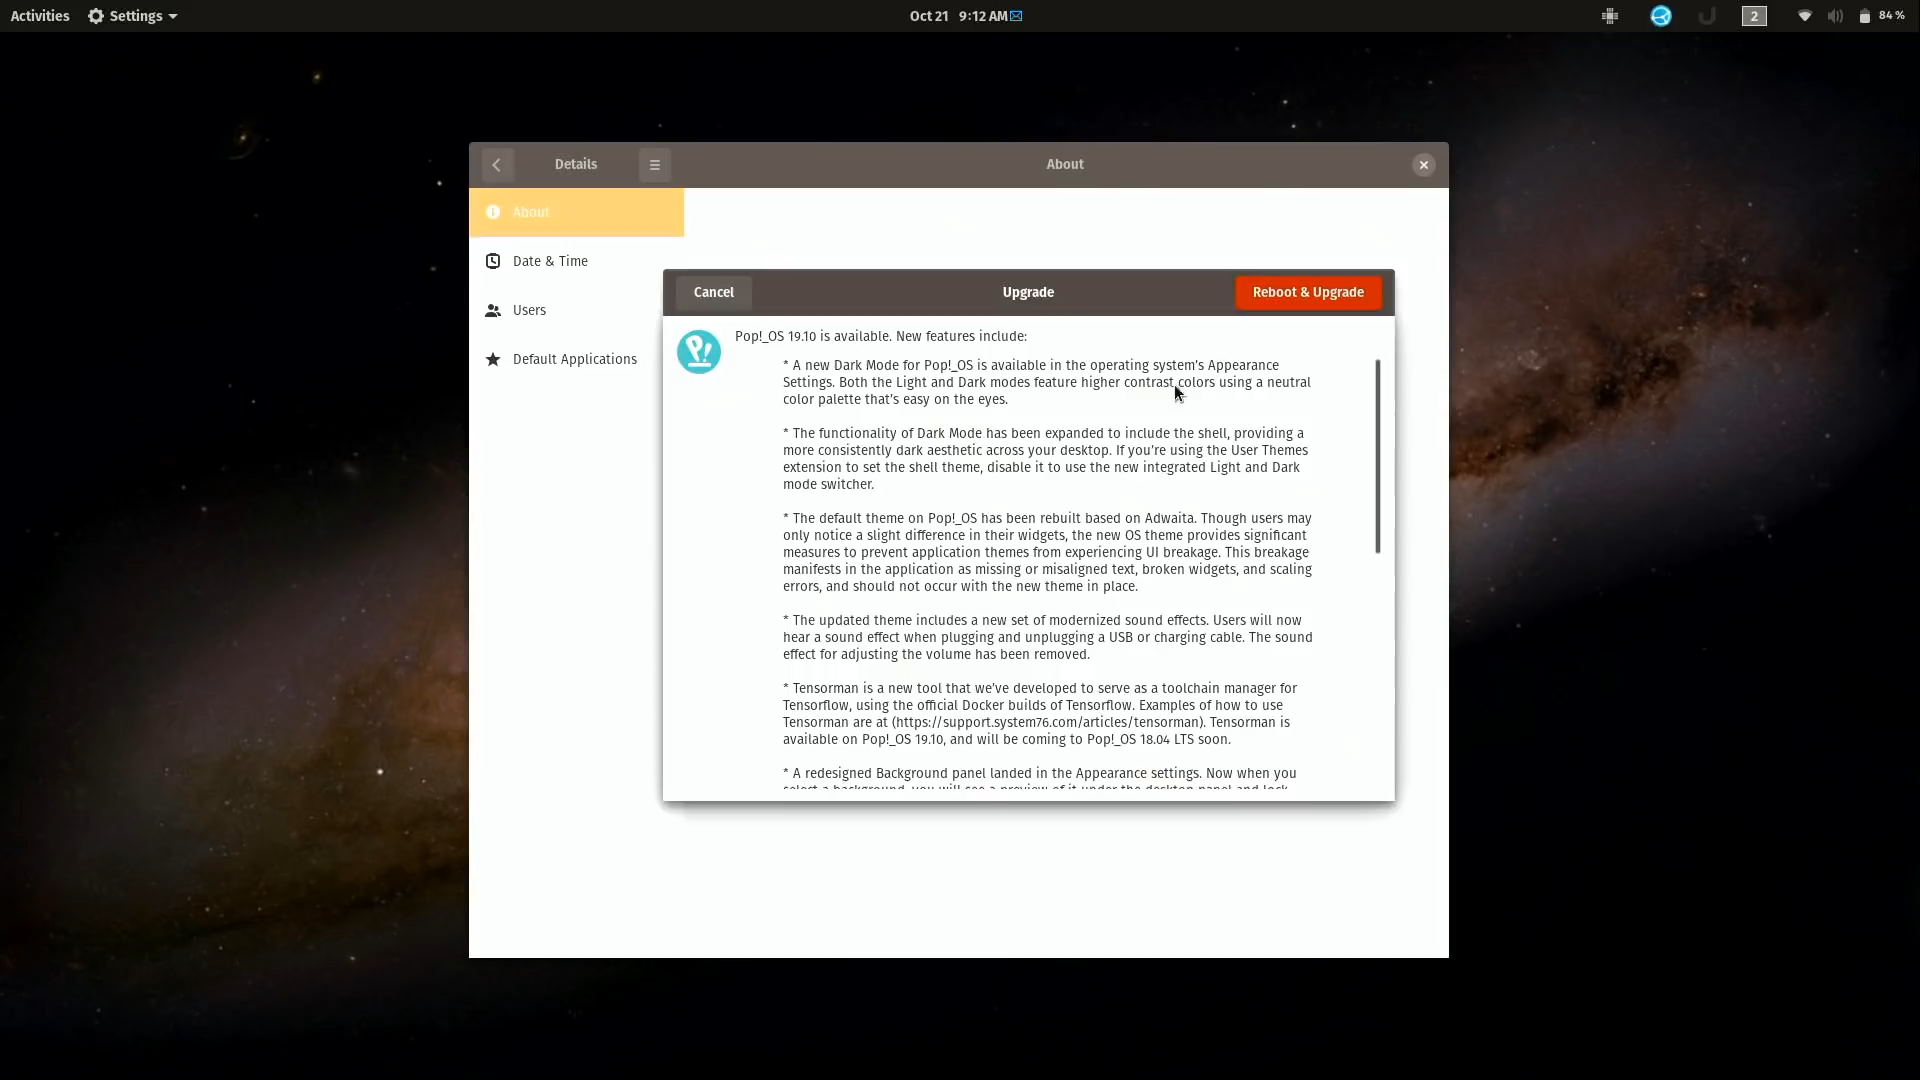 Activities
Settings
Oct 21 9:12 AM
2
84 %
Details
About
About
Date & Time
Users
Default Applications
Cancel
Upgrade
Reboot & Upgrade
Pop!_OS 19.10 is available. New features include:
* A new Dark Mode for Pop!_OS is available in the operating system's Appearance
Settings. Both the Light and Dark modes feature higher contrast colors using a neutral
color palette that's easy on the eyes.
* The functionality of Dark Mode has been expanded to include the shell, providing a
more consistently dark aesthetic across your desktop. If you're using the User Themes
extension to set the shell theme, disable it to use the new integrated Light and Dark
mode switcher.
* The default theme on Pop!_OS has been rebuilt based on Adwaita. Though users may
only notice a slight difference in their widgets, the new OS theme provides significant
measures to prevent application themes from experiencing UI breakage. This breakage
manifests in the application as missing or misaligned text, broken widgets, and scaling
errors, and should not occur with the new theme in place.
* The updated theme includes a new set of modernized sound effects. Users will now
hear a sound effect when plugging and unplugging a USB or charging cable. The sound
effect for adjusting the volume has been removed.
* Tensorman is a new tool that we've developed to serve as a toolchain manager for
Tensorflow, using the official Docker builds of Tensorflow. Examples of how to use
Tensorman are at (https://support.system76.com/articles/tensorman). Tensorman is
available on Pop!_OS 19.10, and will be coming to Pop!_OS 18.04 LTS soon.
* A redesigned Background panel landed in the Appearance settings. Now when you
select a background, you will see a preview of it under the desktop panel and lock